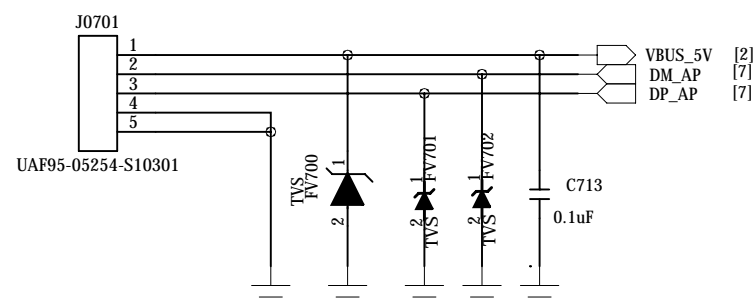 J0701
1
2
3
4
5
UAF95-05254-S10301
VBUS_5V [2]
DM_AP [7]
DP_AP [7]
TVS
FV700
1
2
FV701
1
2
TVS
FV702
1
2
TVS
C713
0.1uF